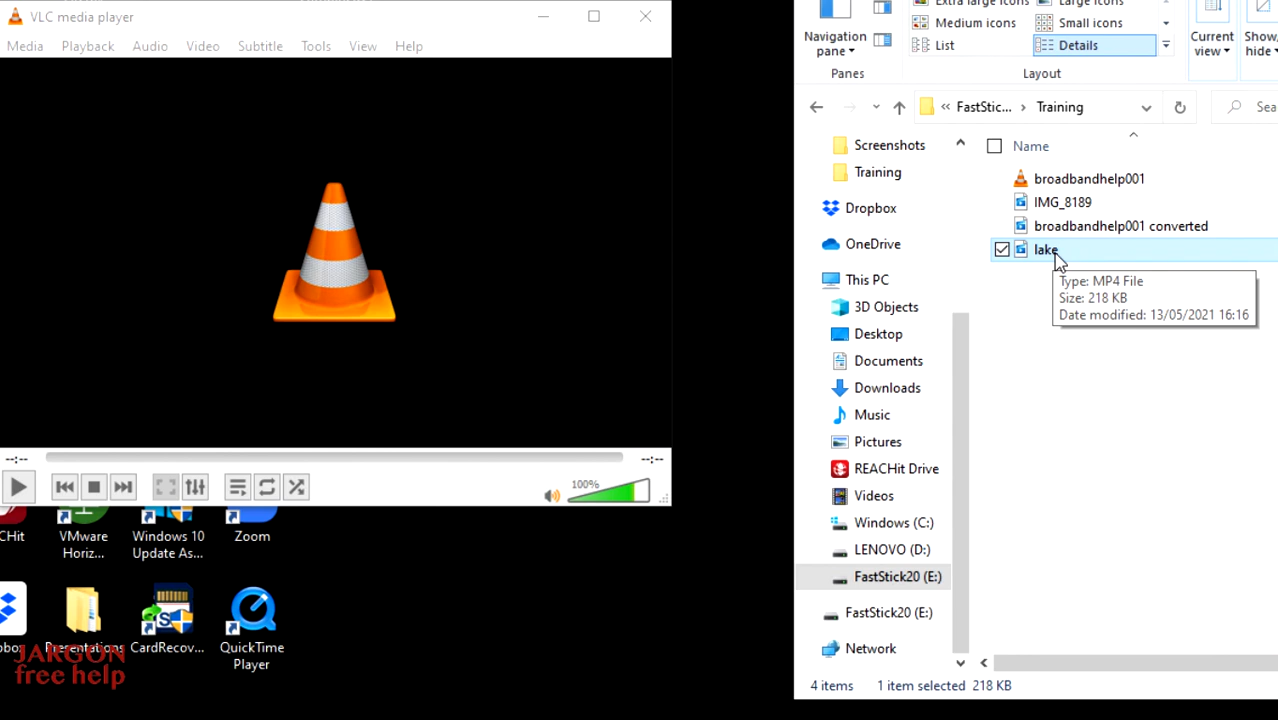 VLC media player
Media Playback Audio Video Subtitle Tools View Help
--:-- --:--
100%
CHit
VMware
Horiz...
Windows 10
Update As...
Zoom
box
Presentations
CardRecov...
QuickTime
Player
JARGON
free help
Extra large icons Large icons
Medium icons Small icons
List Details
Navigation
pane
Current
view
Show/
hide
Panes Layout
« FastStic... › Training
Sea
Name
Screenshots
Training
Dropbox
OneDrive
This PC
3D Objects
Desktop
Documents
Downloads
Music
Pictures
REACHit Drive
Videos
Windows (C:)
LENOVO (D:)
FastStick20 (E:)
FastStick20 (E:)
Network
broadbandhelp001
IMG_8189
broadbandhelp001 converted
lake
Type: MP4 File
Size: 218 KB
Date modified: 13/05/2021 16:16
4 items 1 item selected 218 KB